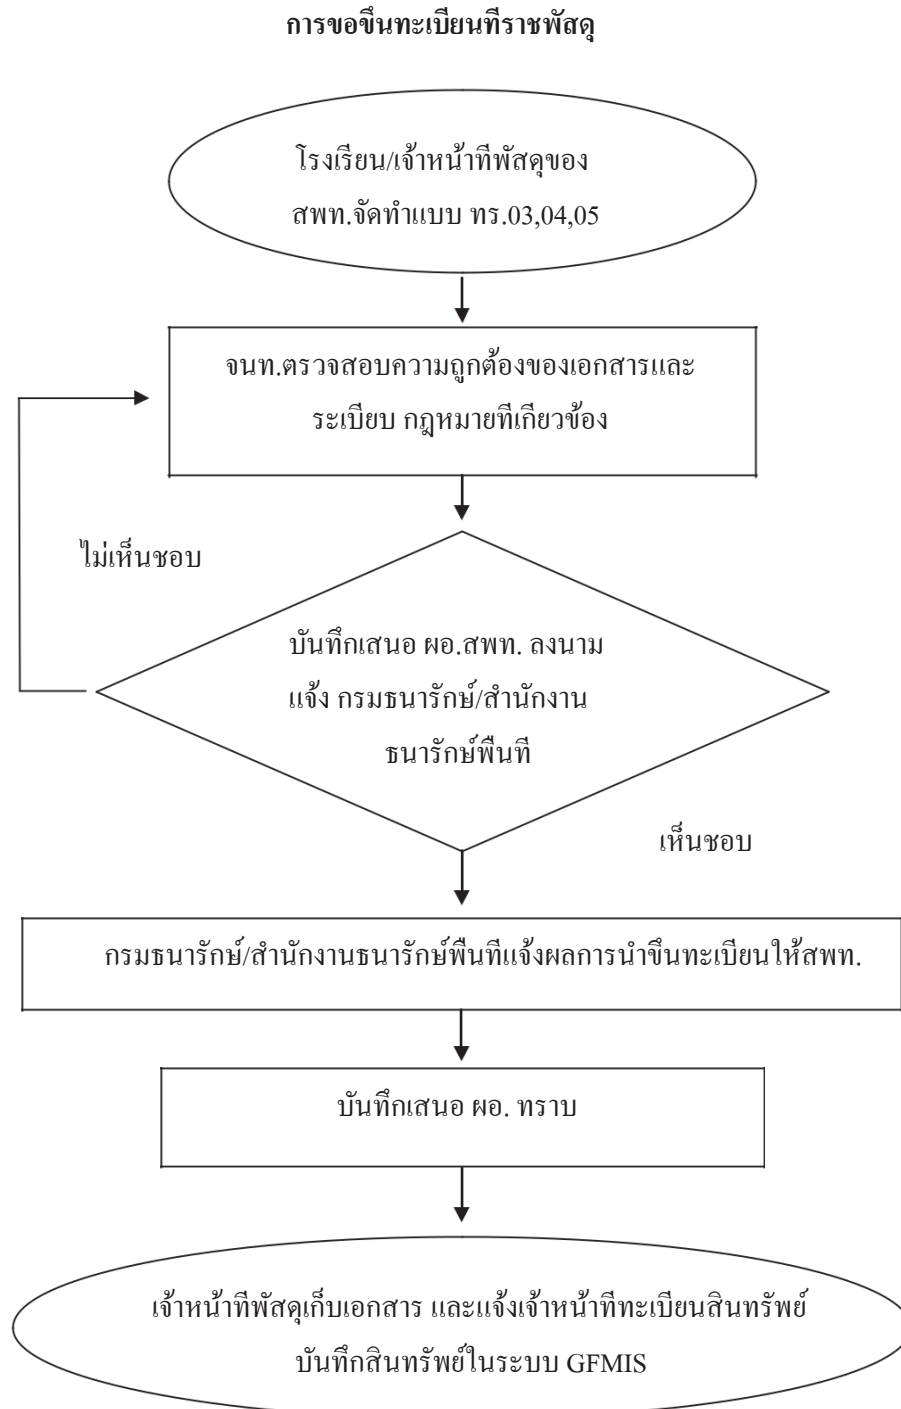 การขอขึนทะเบียนทีราชพัสดุ
โรงเรียน/เจ้าหน้าทีพัสดุของ
สพท.จัดทำแบบ ทร.03,04,05
จนท.ตรวจสอบความถูกต้องของเอกสารและ
ระเบียบ กฎหมายทีเกียวข้อง
ไม่เห็นชอบ
บันทึกเสนอ ผอ.สพท. ลงนาม
แจ้ง กรมธนารักษ์/สำนักงาน
ธนารักษ์พืนที
เห็นชอบ
กรมธนารักษ์/สำนักงานธนารักษ์พืนทีแจ้งผลการนำขึนทะเบียนให้สพท.
บันทึกเสนอ ผอ. ทราบ
เจ้าหน้าทีพัสดุเก็บเอกสาร และแจ้งเจ้าหน้าทีทะเบียนสินทรัพย์
บันทึกสินทรัพย์ในระบบ GFMIS